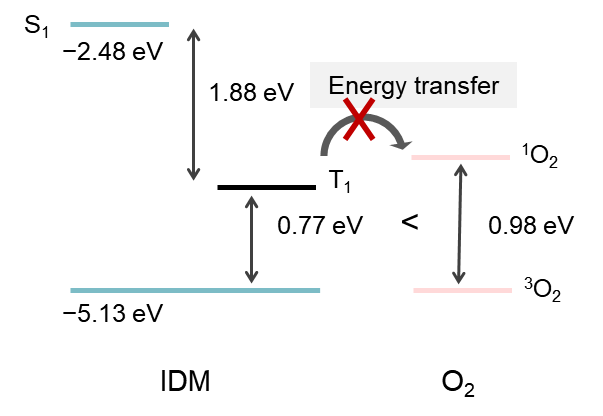 S₁
−2.48 eV
1.88 eV
Energy transfer
¹O₂
T₁
0.77 eV < 0.98 eV
³O₂
−5.13 eV
IDM O₂